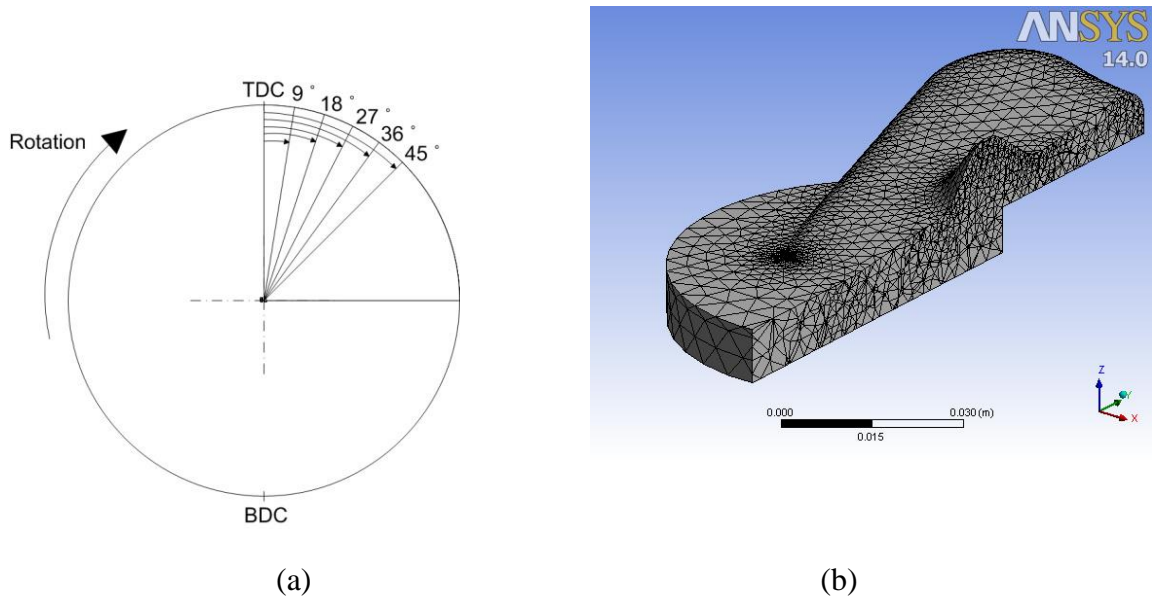 TDC
9°
18°
27°
36°
45°
Rotation
BDC
(a)
ANSYS
14.0
0.000
0.030 (m)
0.015
Z
Y
X
(b)